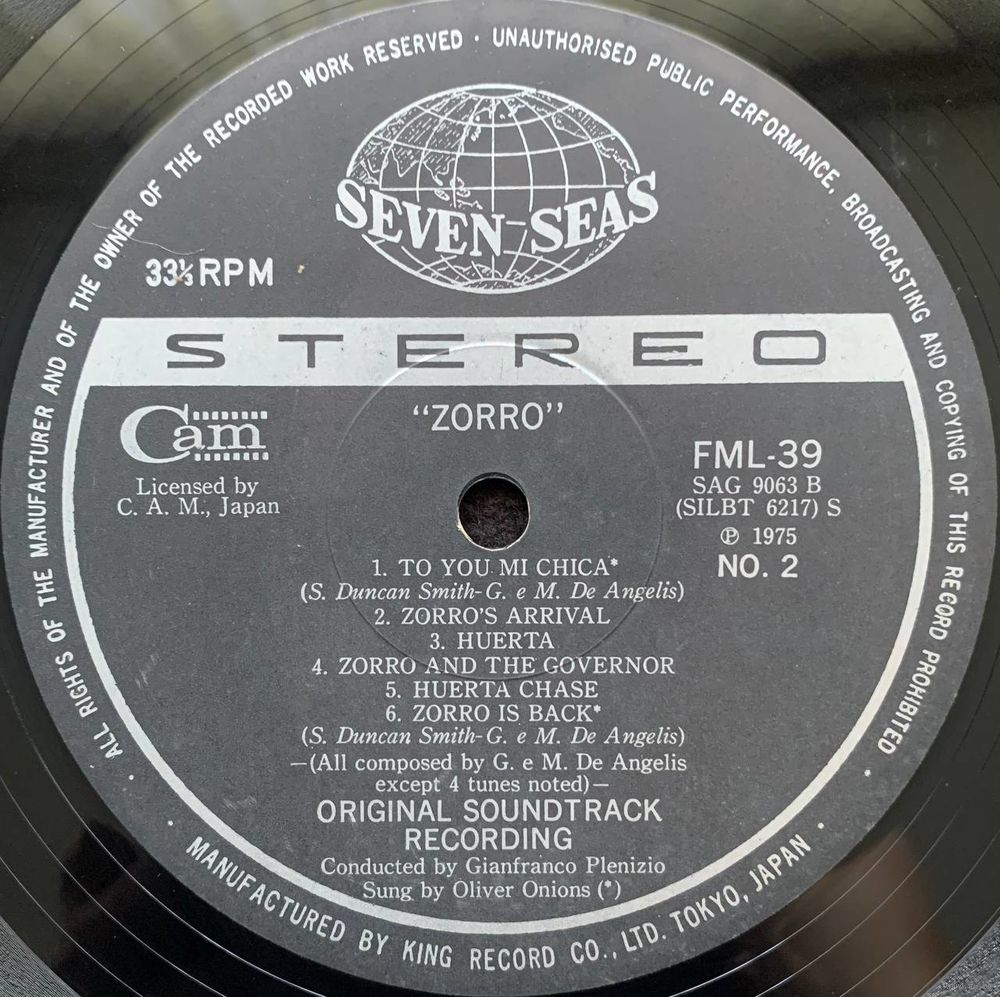 ALL RIGHTS OF THE MANUFACTURER AND OF THE OWNER OF THE RECORDED WORK RESERVED · UNAUTHORISED PUBLIC PERFORMANCE, BROADCASTING AND COPYING OF THIS RECORD PROHIBITED
SEVEN SEAS
33⅓ RPM
STEREO
Cam
Licensed by
C. A. M., Japan
"ZORRO"
FML-39
SAG 9063 B
(SILBT 6217) S
℗ 1975
NO. 2
1. TO YOU MI CHICA*
(S. Duncan Smith-G. e M. De Angelis)
2. ZORRO'S ARRIVAL
3. HUERTA
4. ZORRO AND THE GOVERNOR
5. HUERTA CHASE
6. ZORRO IS BACK*
(S. Duncan Smith-G. e M. De Angelis)
—(All composed by G. e M. De Angelis
except 4 tunes noted)—
ORIGINAL SOUNDTRACK
RECORDING
Conducted by Gianfranco Plenizio
Sung by Oliver Onions (*)
· MANUFACTURED BY KING RECORD CO., LTD. TOKYO, JAPAN ·